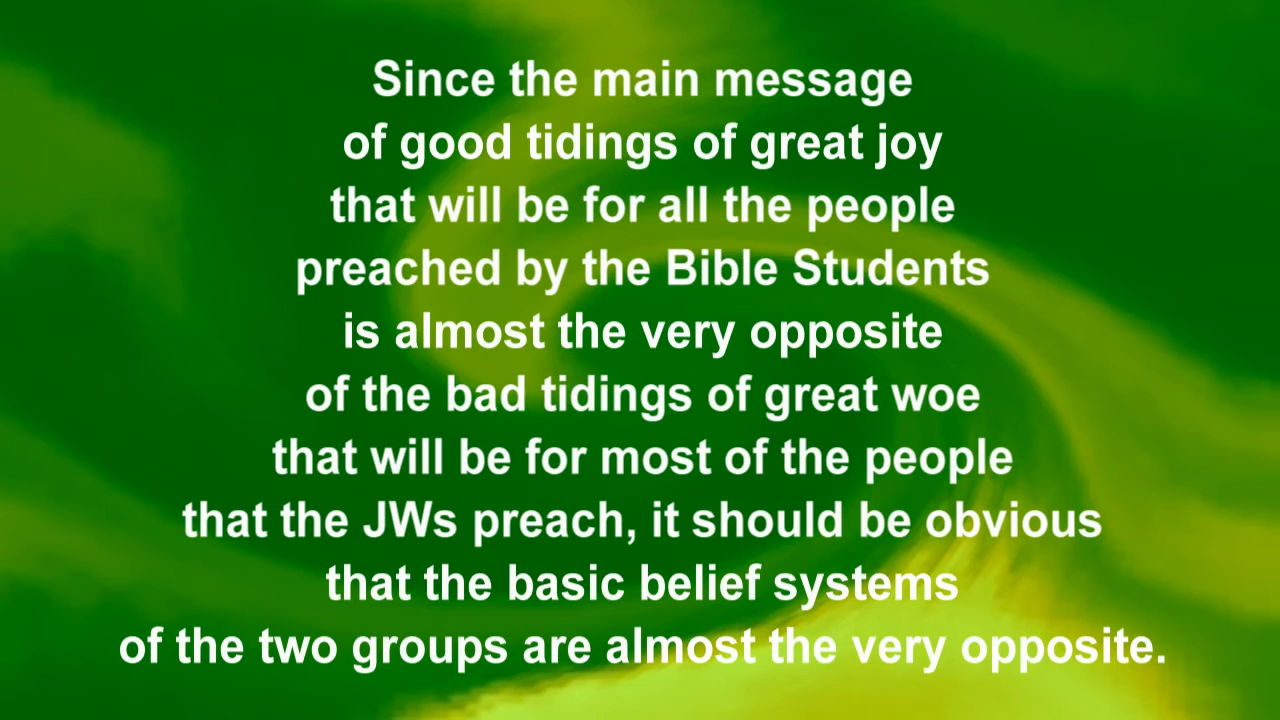 Since the main message
of good tidings of great joy
that will be for all the people
preached by the Bible Students
is almost the very opposite
of the bad tidings of great woe
that will be for most of the people
that the JWs preach, it should be obvious
that the basic belief systems
of the two groups are almost the very opposite.